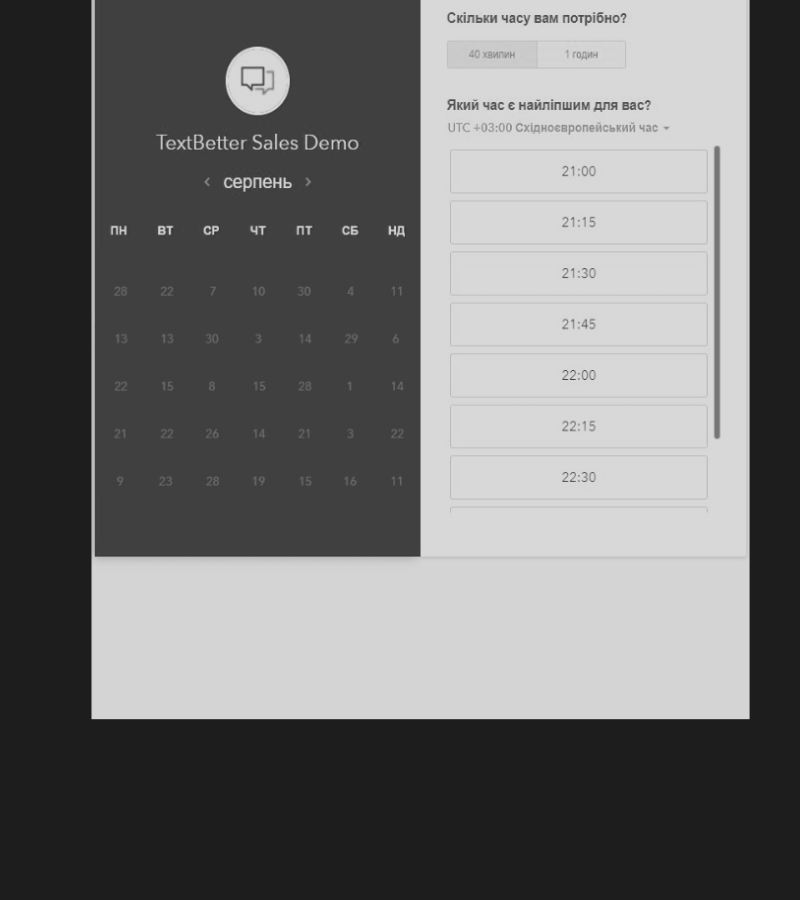 TextBetter Sales Demo
серпень
ПН ВТ СР ЧТ ПТ СБ НД
28 22 7 10 30 4 11
13 13 30 3 14 29 6
22 15 8 15 28 1 14
21 22 26 14 21 3 22
9 23 28 19 15 16 11
Скільки часу вам потрібно?
40 хвилин 1 годин
Який час є найліпшим для вас?
UTC +03:00 Східноєвропейський час
21:00
21:15
21:30
21:45
22:00
22:15
22:30